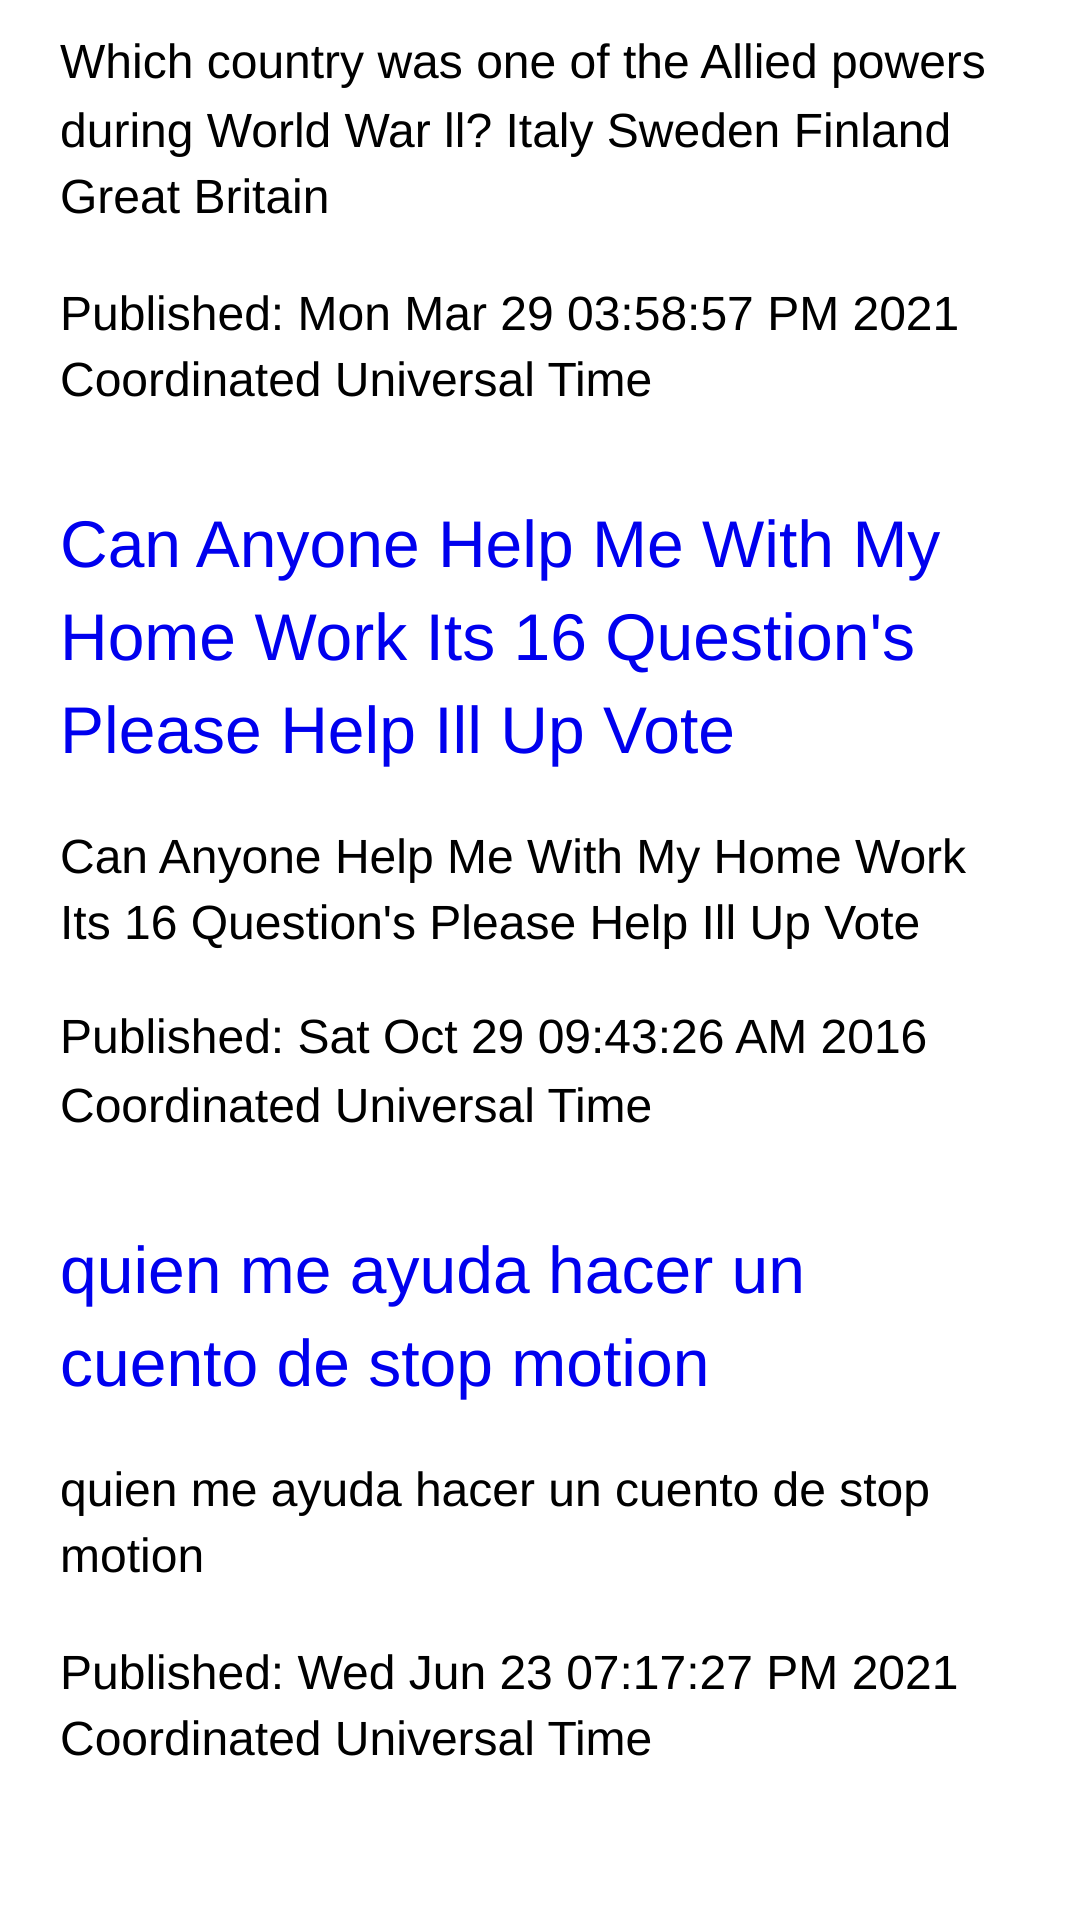 Which country was one of the Allied powers
during World War ll? Italy Sweden Finland
Great Britain
Published: Mon Mar 29 03:58:57 PM 2021
Coordinated Universal Time
Can Anyone Help Me With My
Home Work Its 16 Question's
Please Help Ill Up Vote
Can Anyone Help Me With My Home Work
Its 16 Question's Please Help Ill Up Vote
Published: Sat Oct 29 09:43:26 AM 2016
Coordinated Universal Time
quien me ayuda hacer un
cuento de stop motion
quien me ayuda hacer un cuento de stop
motion
Published: Wed Jun 23 07:17:27 PM 2021
Coordinated Universal Time